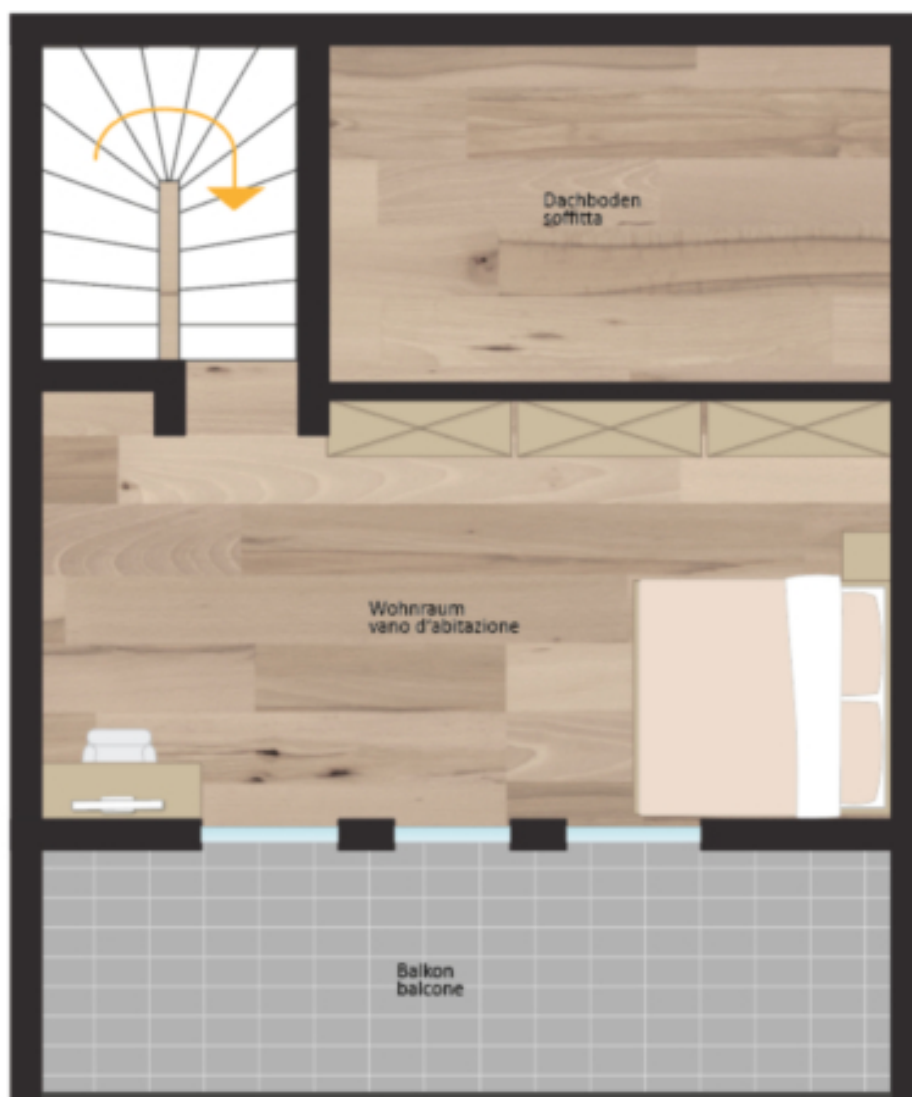 Dachboden
soffitta
Wohnraum
vano d'abitazione
Balkon
balcone